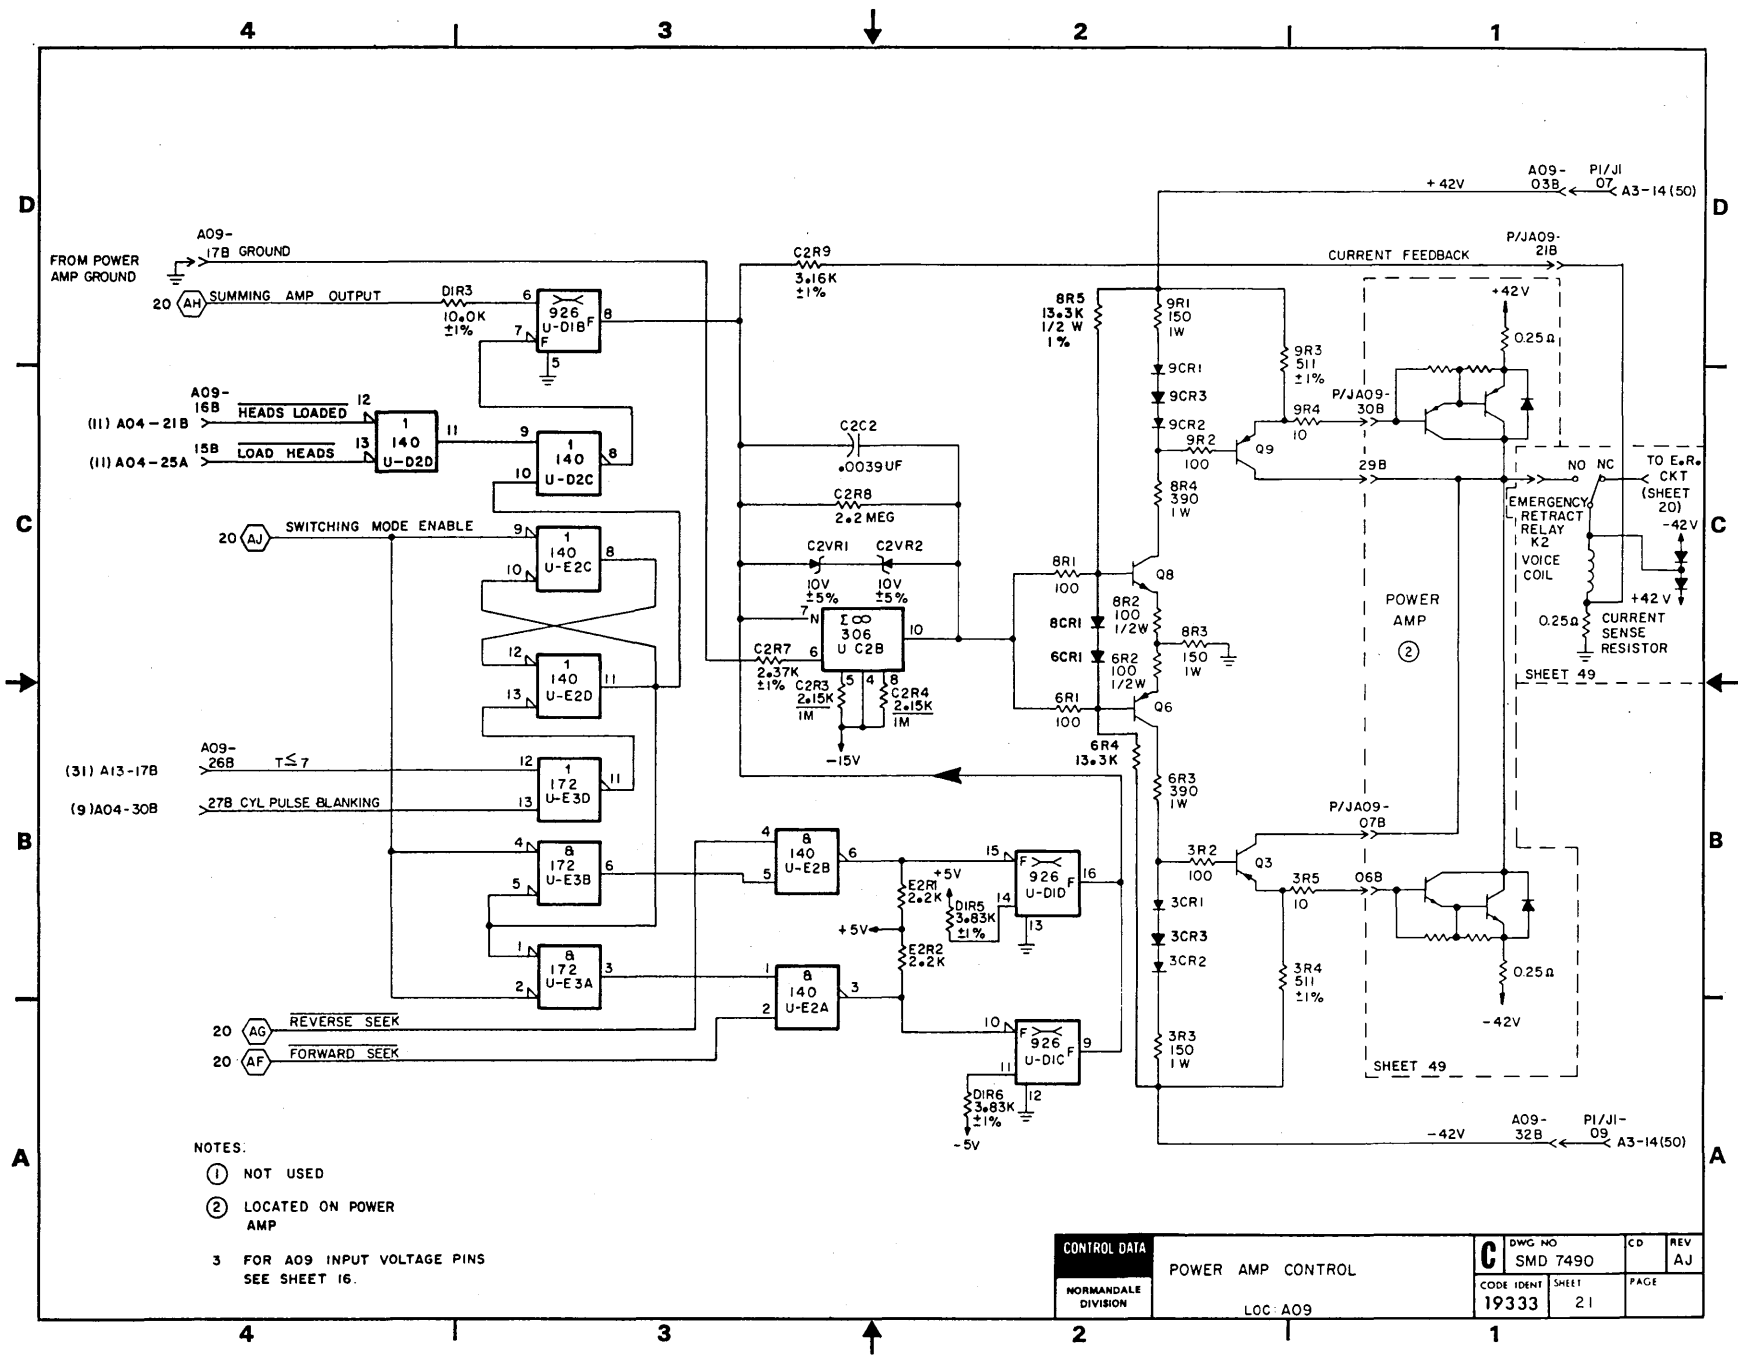 4 3 2 1
D
C
B
A
D
C
B
A
FROM POWER
AMP GROUND
A09-
17B GROUND
20 AH SUMMING AMP OUTPUT
D1R3
10.0K
±1%
6
7
F
926
U-D1B F
8
5
A09-
16B HEADS LOADED
(11) A04-21B
15B LOAD HEADS
(11) A04-25A
12
13
1
140
U-D2D
11
9
10
1
140
U-D2C
8
20 AJ SWITCHING MODE ENABLE
9
10
1
140
U-E2C
8
12
13
1
140
U-E2D
11
(31) A13-17B
A09-
26B T≤7
(9) A04-30B
27B CYL PULSE BLANKING
12
13
1
172
U-E3D
11
4
5
&
172
U-E3B
6
1
2
&
172
U-E3A
3
20 AG REVERSE SEEK
20 AF FORWARD SEEK
4
5
&
140
U-E2B
6
1
2
&
140
U-E2A
3
E2R1
2.2K
+5V
E2R2
2.2K
+5V
D1R5
3.83K
±1%
15
14
F
926
U-D1D
F
16
13
10
11
F
926
U-D1C
F
9
12
D1R6
3.83K
±1%
-5V
C2R9
3.16K
±1%
C2C2
.0039UF
C2R8
2.2 MEG
C2VR1 C2VR2
10V
±5%
10V
±5%
7 N
6
Σ∞
306
U C2B
10
5 4 8
C2R7
2.37K
±1%
C2R3
2.15K
1M
C2R4
2.15K
1M
-15V
8R5
13.3K
1/2 W
1%
9R1
150
1W
9CR1
9CR3
9CR2
9R3
511
±1%
9R2
100
Q9
9R4
10
8R4
390
1W
8R1
100
Q8
8R2
100
1/2W
8CR1
6CR1
8R3
150
1W
6R2
100
1/2W
6R1
100
Q6
6R4
13.3K
6R3
390
1W
3R2
100
Q3
3R5
10
3CR1
3CR3
3CR2
3R4
511
±1%
3R3
150
1W
+42V
A09-
03B
P1/J1
07
A3-14(50)
CURRENT FEEDBACK
P/JA09-
21B
P/JA09-
30B
29B
P/JA09-
07B
06B
+42V
0.25Ω
POWER
AMP
2
NO NC
TO E.R.
CKT
(SHEET
20)
EMERGENCY
RETRACT
RELAY
K2
VOICE
COIL
-42V
+42V
0.25Ω
CURRENT
SENSE
RESISTOR
SHEET 49
0.25Ω
-42V
SHEET 49
-42V
A09-
32B
P1/J1-
09
A3-14(50)
NOTES:
1 NOT USED
2 LOCATED ON POWER
AMP
3 FOR A09 INPUT VOLTAGE PINS
SEE SHEET 16.
CONTROL DATA
NORMANDALE
DIVISION
POWER AMP CONTROL
LOC: A09
C
DWG NO
SMD 7490
CD
REV
AJ
CODE IDENT
19333
SHEET
21
PAGE
4 3 2 1